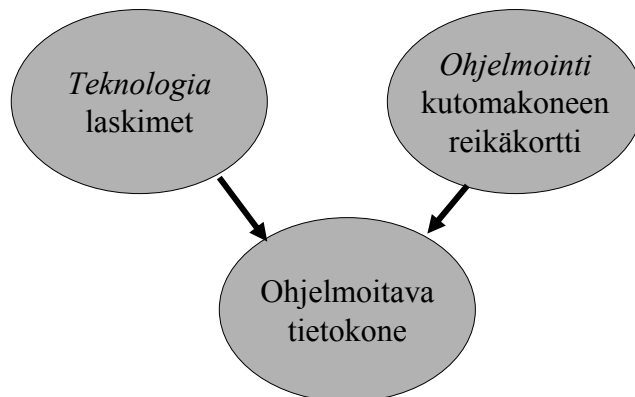 Teknologia
laskimet
Ohjelmointi
kutomakoneen
reikäkortti
Ohjelmoitava
tietokone